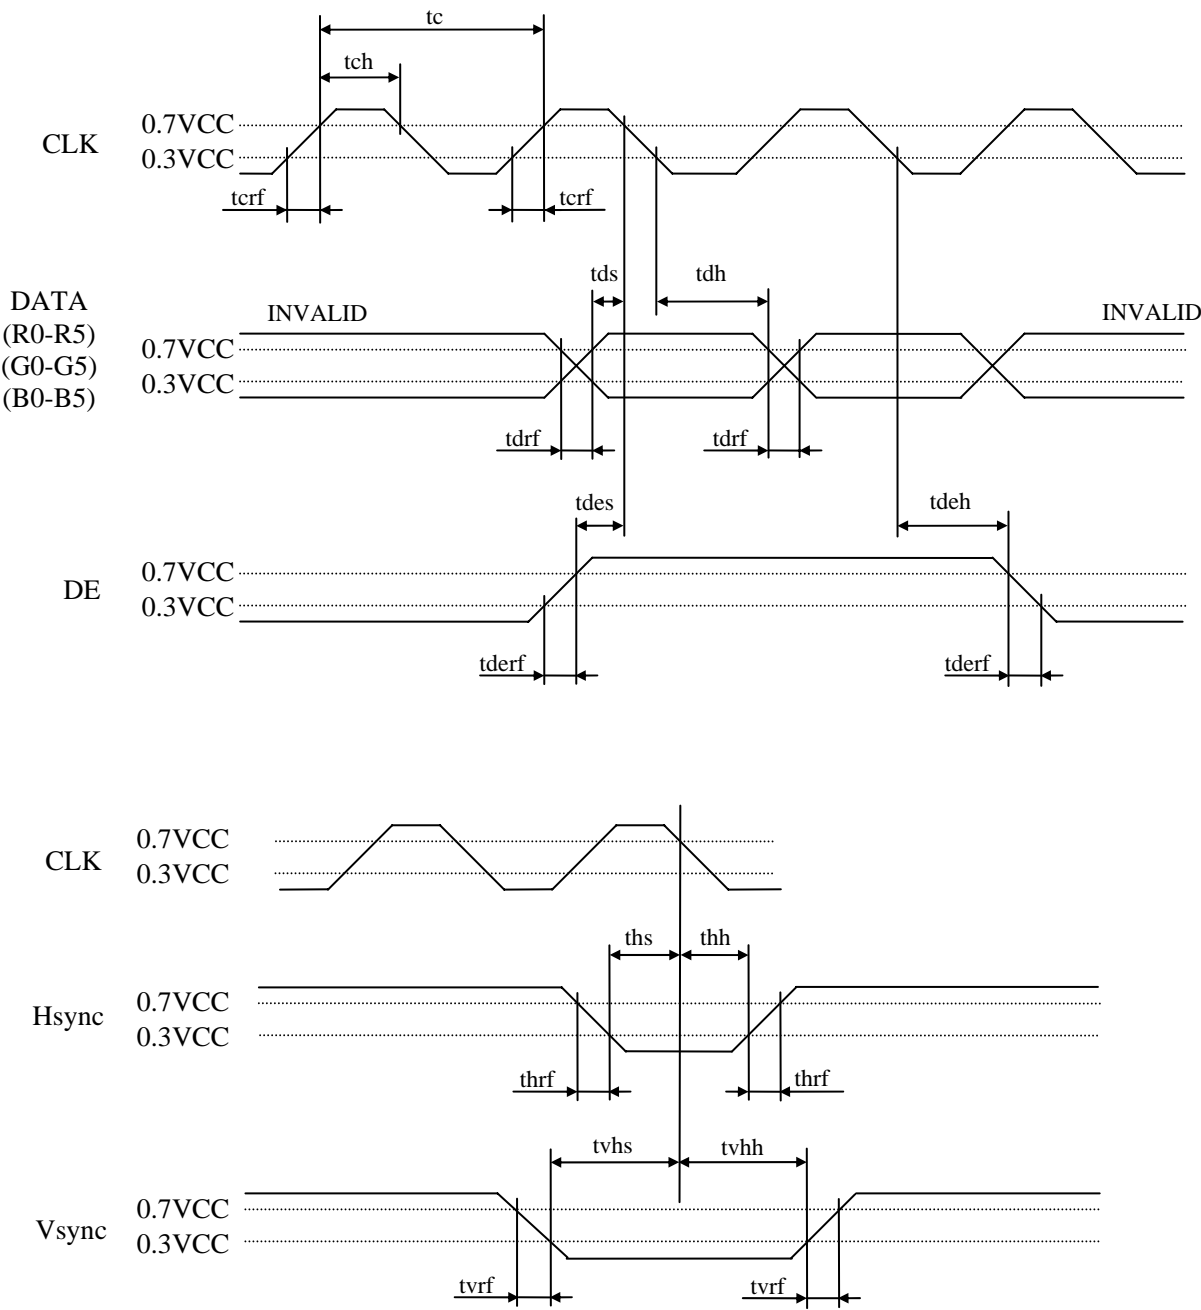 tc
tch
0.7VCC
CLK
0.3VCC
tcrf
tcrf
tds
tdh
DATA
INVALID
INVALID
(R0-R5)
0.7VCC
(G0-G5)
0.3VCC
(B0-B5)
tdrf
tdrf
tdes
tdeh
0.7VCC
DE
0.3VCC
tderf
tderf
0.7VCC
CLK
0.3VCC
ths
thh
0.7VCC
Hsync
0.3VCC
thrf
thrf
tvhs
tvhh
0.7VCC
Vsync
0.3VCC
tvrf
tvrf